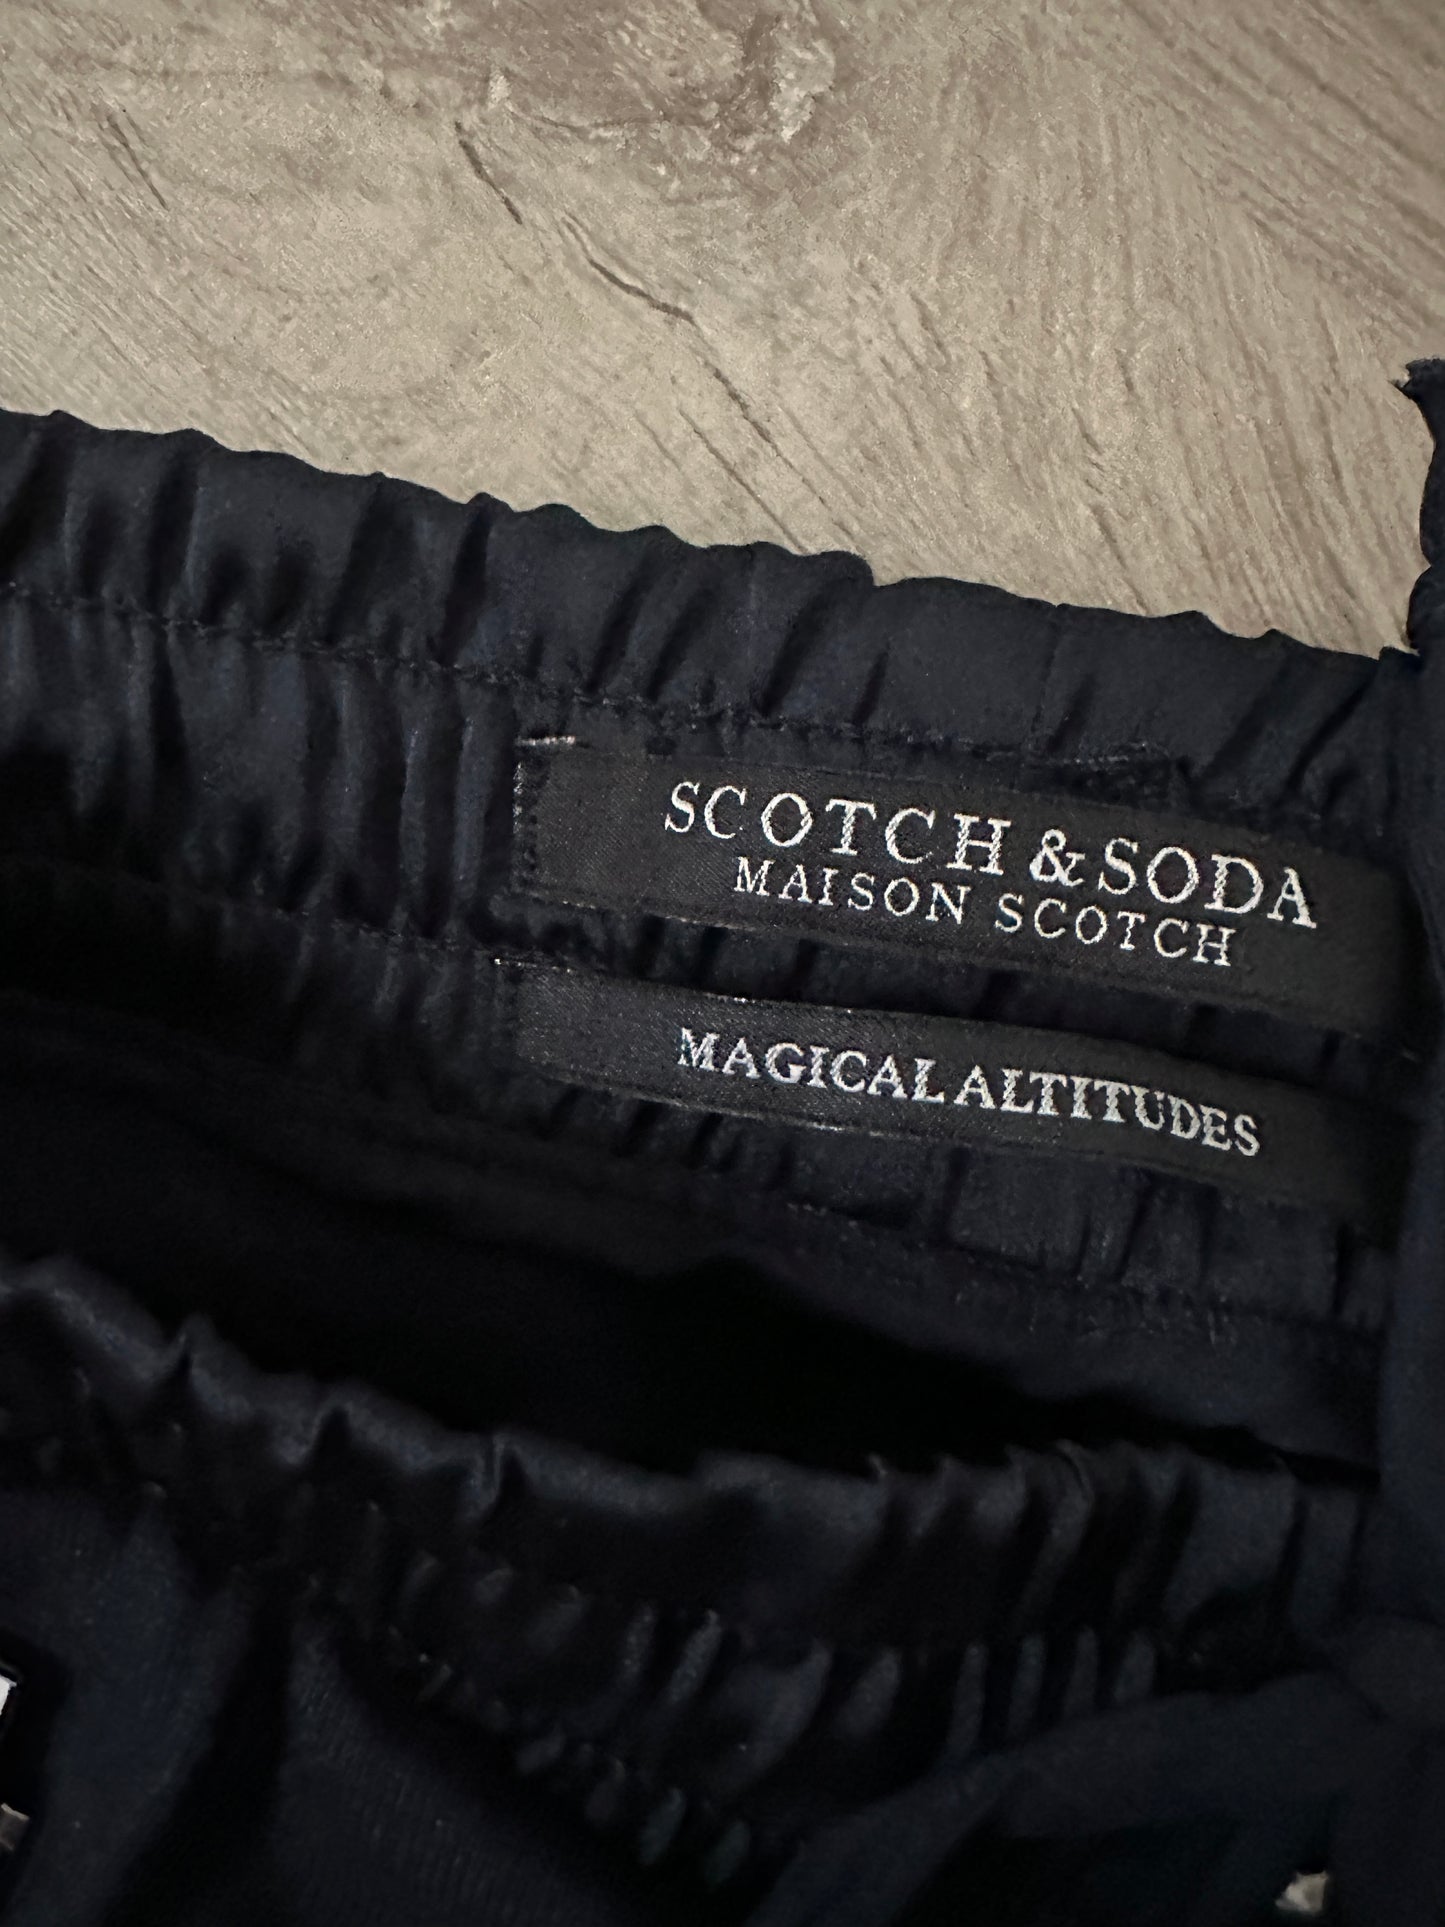 SCOTCH & SODA
MAISON SCOTCH
MAGICAL ALTITUDES